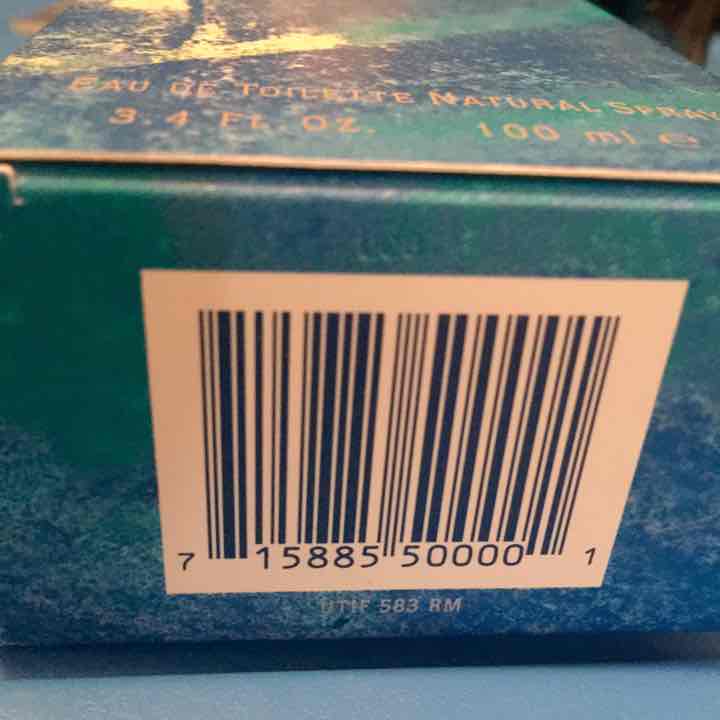 EAU DE TOILETTE NATURAL SPRAY
3.4 FL. OZ. 100 ml e
7 15885 50000 1
UTIF 583 RM